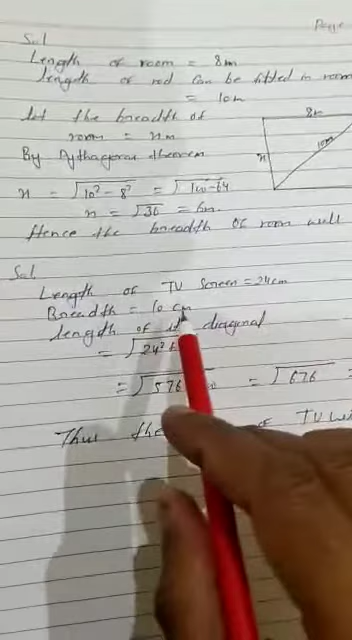 Page
Sol
Length of room = 8m
length of rod can be fitted in room
= 10m
let the breadth of
room = x m
By Pythagoras theorem
x = √10² - 8² = √100-64
x = √36 = 6m
Hence the breadth of room will
8m
10m
x
Sol
Length of TV Screen = 24cm
Breadth = 10 cm
length of its diagonal
= √24²
= √576 = √676 =
Thus the of TV